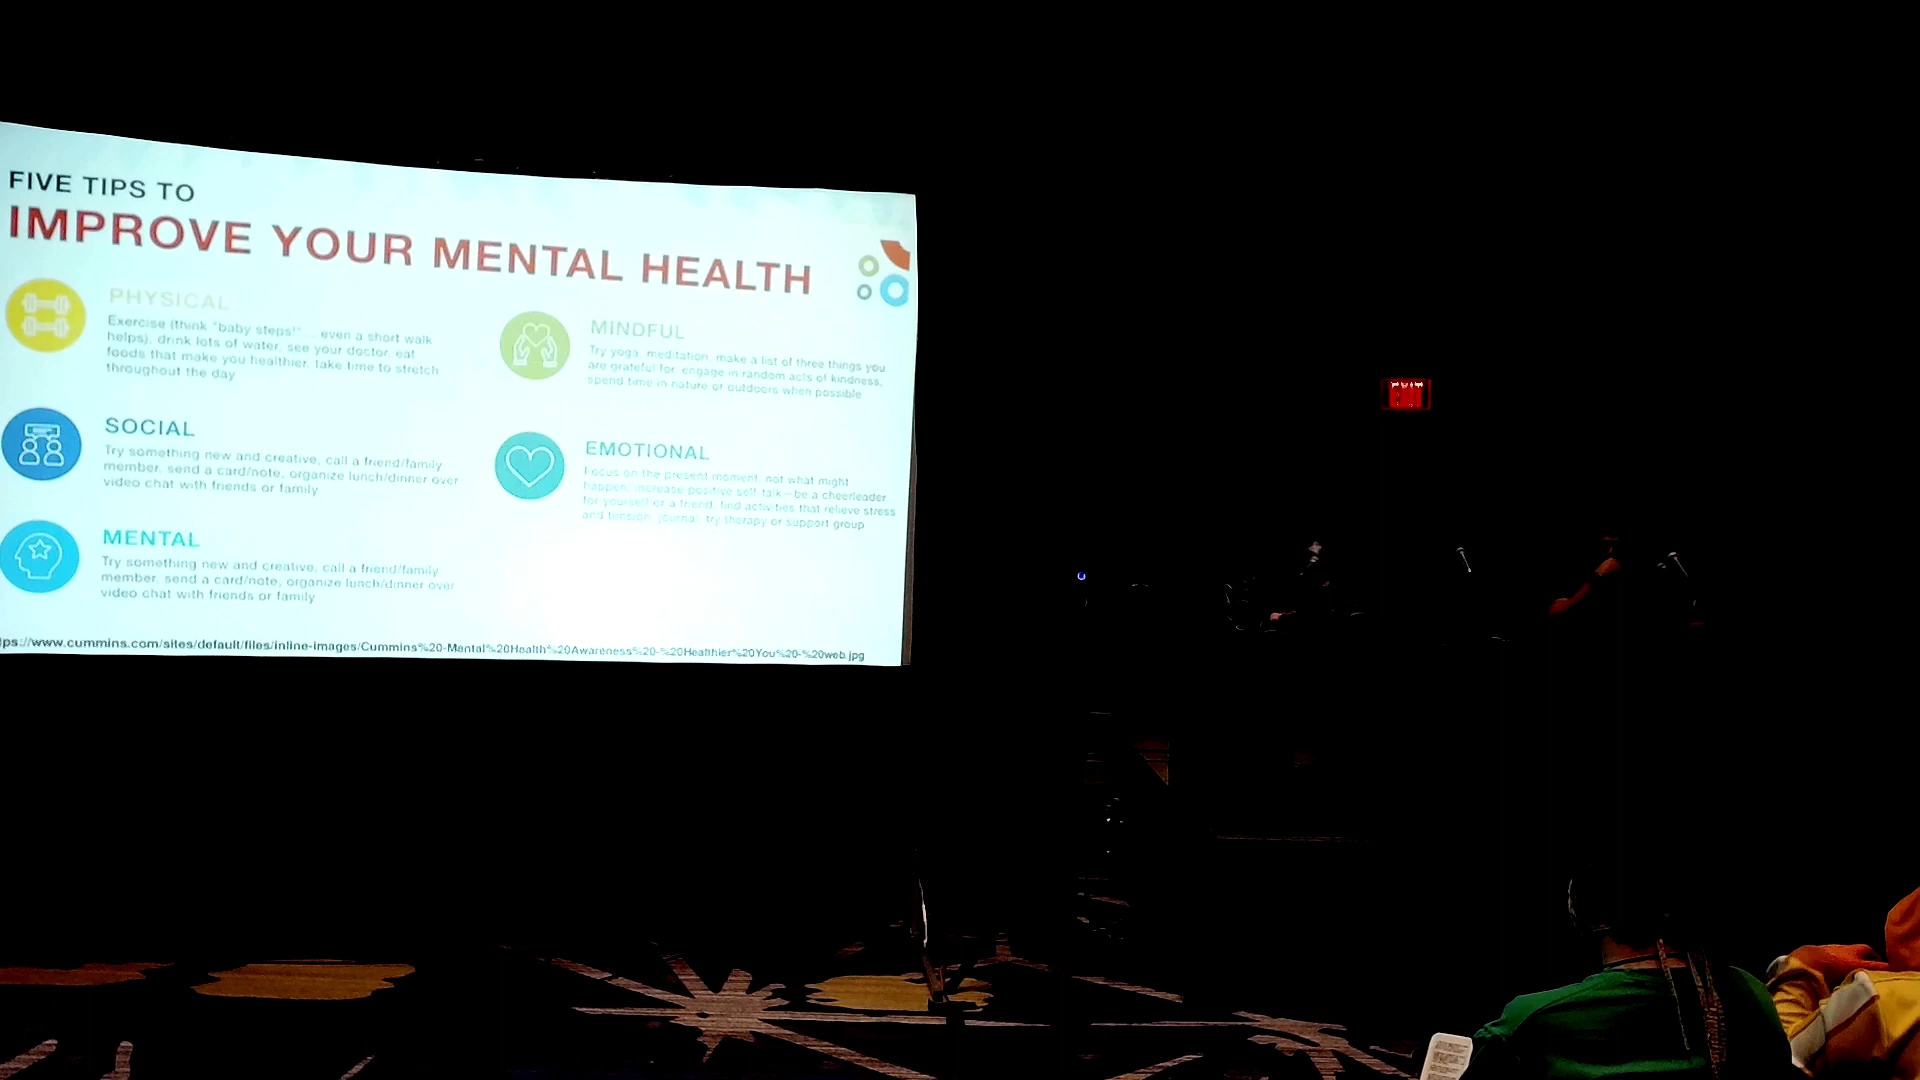 FIVE TIPS TO
IMPROVE YOUR MENTAL HEALTH
PHYSICAL
Exercise (think "baby steps!"... even a short walk
helps), drink lots of water, see your doctor, eat
foods that make you healthier, take time to stretch
throughout the day
SOCIAL
Try something new and creative, call a friend/family
member, send a card/note, organize lunch/dinner over
video chat with friends or family
MENTAL
Try something new and creative, call a friend/family
member, send a card/note, organize lunch/dinner over
video chat with friends or family
MINDFUL
Try yoga, meditation, make a list of three things you
are grateful for, engage in random acts of kindness,
spend time in nature or outdoors when possible
EMOTIONAL
Focus on the present moment, not what might
happen, increase positive self talk – be a cheerleader
for yourself or a friend, find activities that relieve stress
and tension, journal, try therapy or support group
tps://www.cummins.com/sites/default/files/inline-images/Cummins%20-Mental%20Health%20Awareness%20-%20Healthier%20You%20-%20web.jpg
EXIT